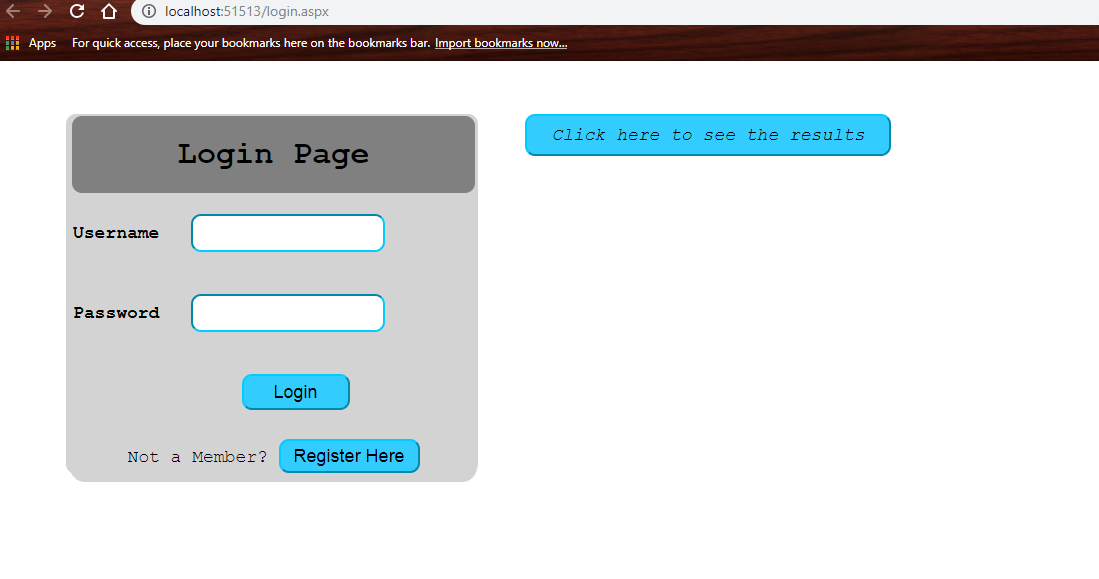 localhost:51513/login.aspx
Apps For quick access, place your bookmarks here on the bookmarks bar. Import bookmarks now...
Login Page
Click here to see the results
Username
Password
Login
Not a Member? Register Here